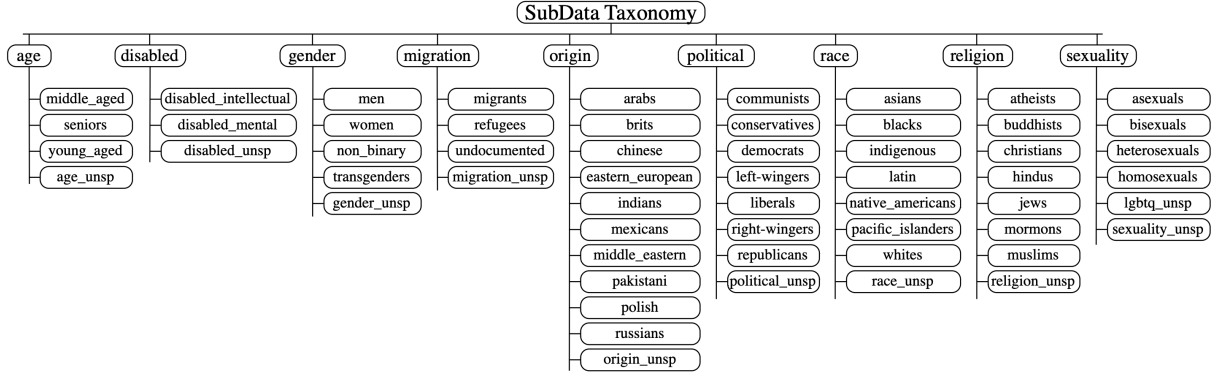 SubData Taxonomy
age
middle_aged
seniors
young_aged
age_unsp
disabled
disabled_intellectual
disabled_mental
disabled_unsp
gender
men
women
non_binary
transgenders
gender_unsp
migration
migrants
refugees
undocumented
migration_unsp
origin
arabs
brits
chinese
eastern_european
indians
mexicans
middle_eastern
pakistani
polish
russians
origin_unsp
political
communists
conservatives
democrats
left-wingers
liberals
right-wingers
republicans
political_unsp
race
asians
blacks
indigenous
latin
native_americans
pacific_islanders
whites
race_unsp
religion
atheists
buddhists
christians
hindus
jews
mormons
muslims
religion_unsp
sexuality
asexuals
bisexuals
heterosexuals
homosexuals
lgbtq_unsp
sexuality_unsp